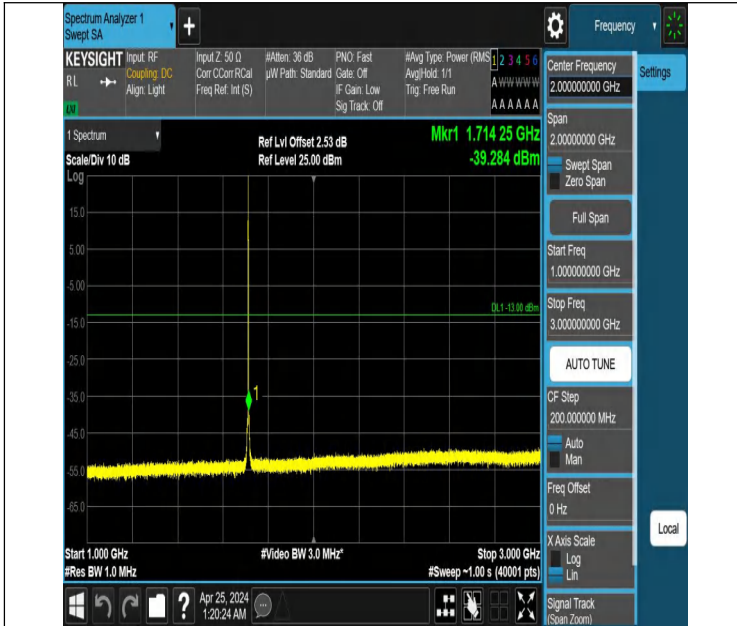 Spectrum Analyzer 1
Swept SA
+
Frequency
KEYSIGHT
RL
Input: RF
Coupling: DC
Align: Light
Input Z: 50 Ω
Corr CCorr RCal
Freq Ref: Int (S)
#Atten: 36 dB
µW Path: Standard
PNO: Fast
Gate: Off
IF Gain: Low
Sig Track: Off
#Avg Type: Power (RMS
Avg|Hold: 1/1
Trig: Free Run
1 2 3 4 5 6
A W W W W W
A A A A A A
1 Spectrum
Scale/Div 10 dB
Log
Ref Lvl Offset 2.53 dB
Ref Level 25.00 dBm
Mkr1 1.714 25 GHz
-39.284 dBm
15.0
5.00
-5.00
-15.0
-25.0
-35.0
-45.0
-55.0
-65.0
DL1 -13.00 dBm
1
Start 1.000 GHz
#Res BW 1.0 MHz
#Video BW 3.0 MHz*
Stop 3.000 GHz
#Sweep ~1.00 s (40001 pts)
Center Frequency
2.000000000 GHz
Settings
Span
2.00000000 GHz
Swept Span
Zero Span
Full Span
Start Freq
1.000000000 GHz
Stop Freq
3.000000000 GHz
AUTO TUNE
CF Step
200.000000 MHz
Auto
Man
Freq Offset
0 Hz
X Axis Scale
Log
Lin
Local
Signal Track
(Span Zoom)
?
Apr 25, 2024
1:20:24 AM